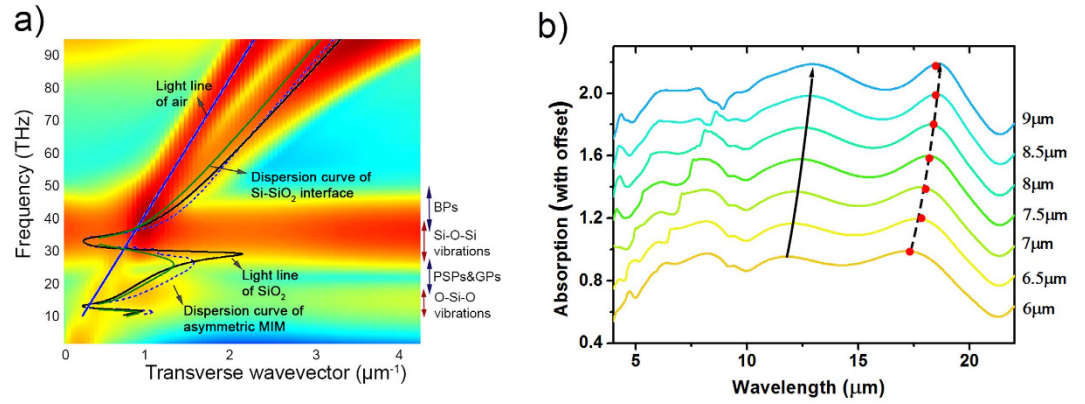 a)
90
80
70
60
50
40
30
20
10
Frequency (THz)
0
1
2
3
4
Transverse wavevector (µm⁻¹)
Light line
of air
Dispersion curve of
Si-SiO₂ interface
Light line
of SiO₂
Dispersion curve of
asymmetric MIM
BPs
Si-O-Si
vibrations
PSPs&GPs
O-Si-O
vibrations
b)
2.0
1.6
1.2
0.8
0.4
Absorption (with offset)
5
10
15
20
Wavelength (µm)
9µm
8.5µm
8µm
7.5µm
7µm
6.5µm
6µm